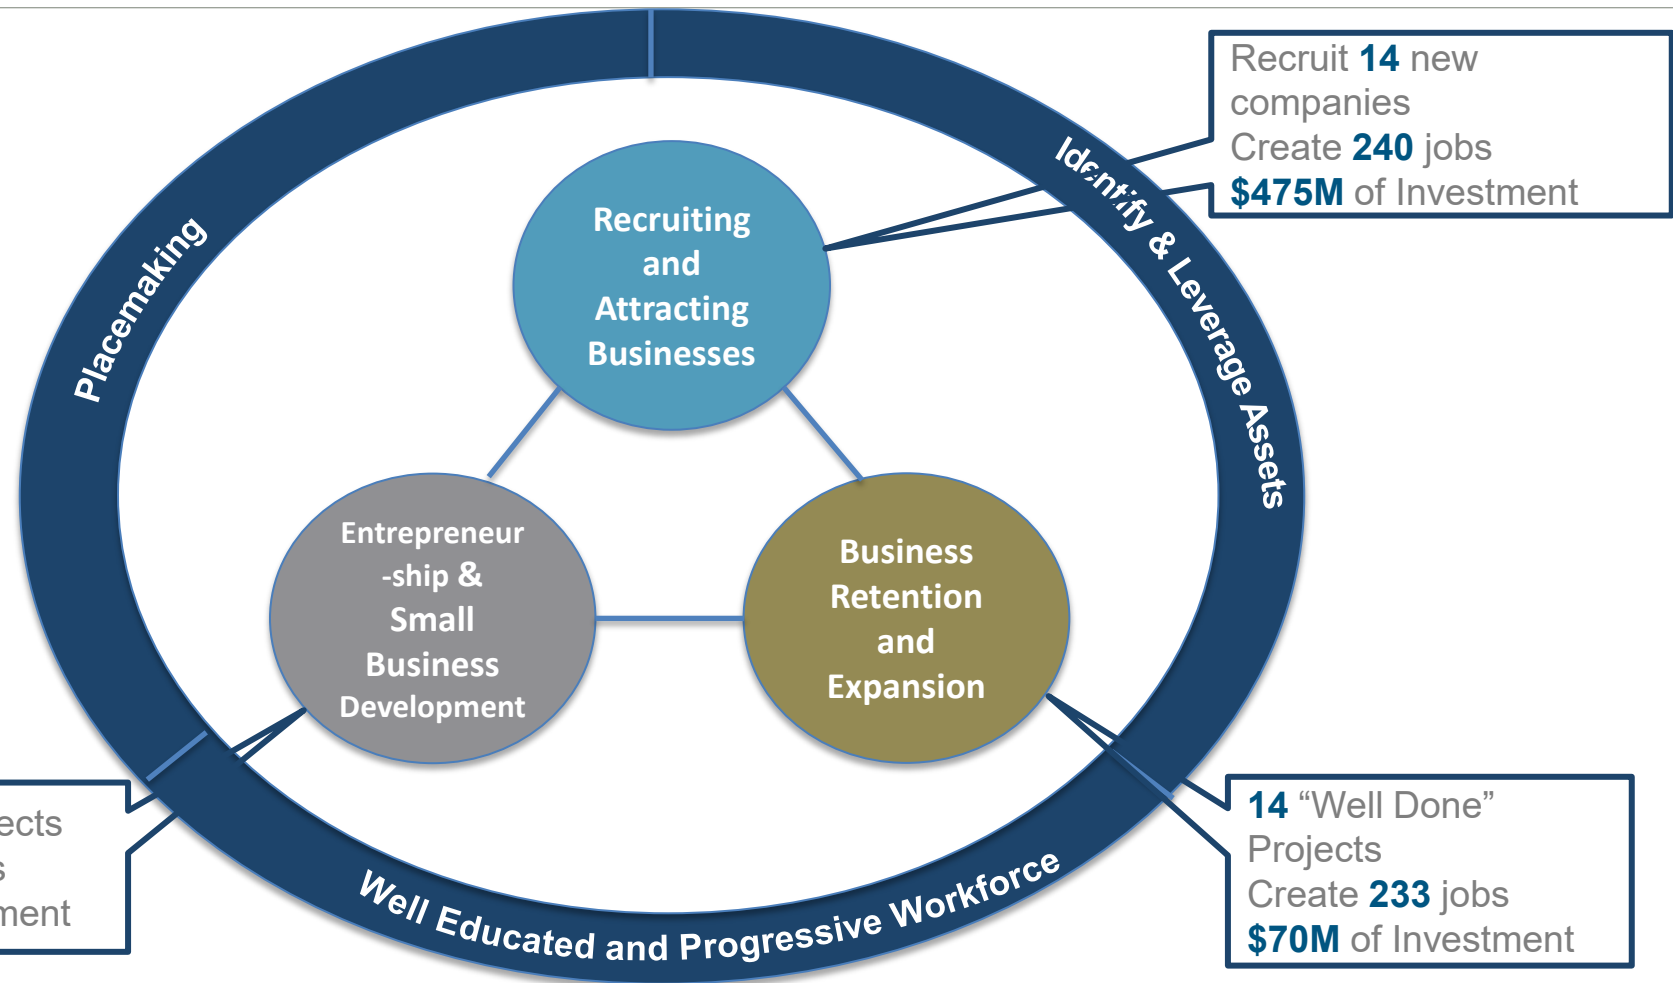 Recruit 14 new
companies
Create 240 jobs
$475M of Investment
Identify & Leverage Assets
Placemaking
Recruiting
and
Attracting
Businesses
Entrepreneur
-ship &
Small
Business
Development
Business
Retention
and
Expansion
14 “Well Done”
Projects
Create 233 jobs
$70M of Investment
Well Educated and Progressive Workforce